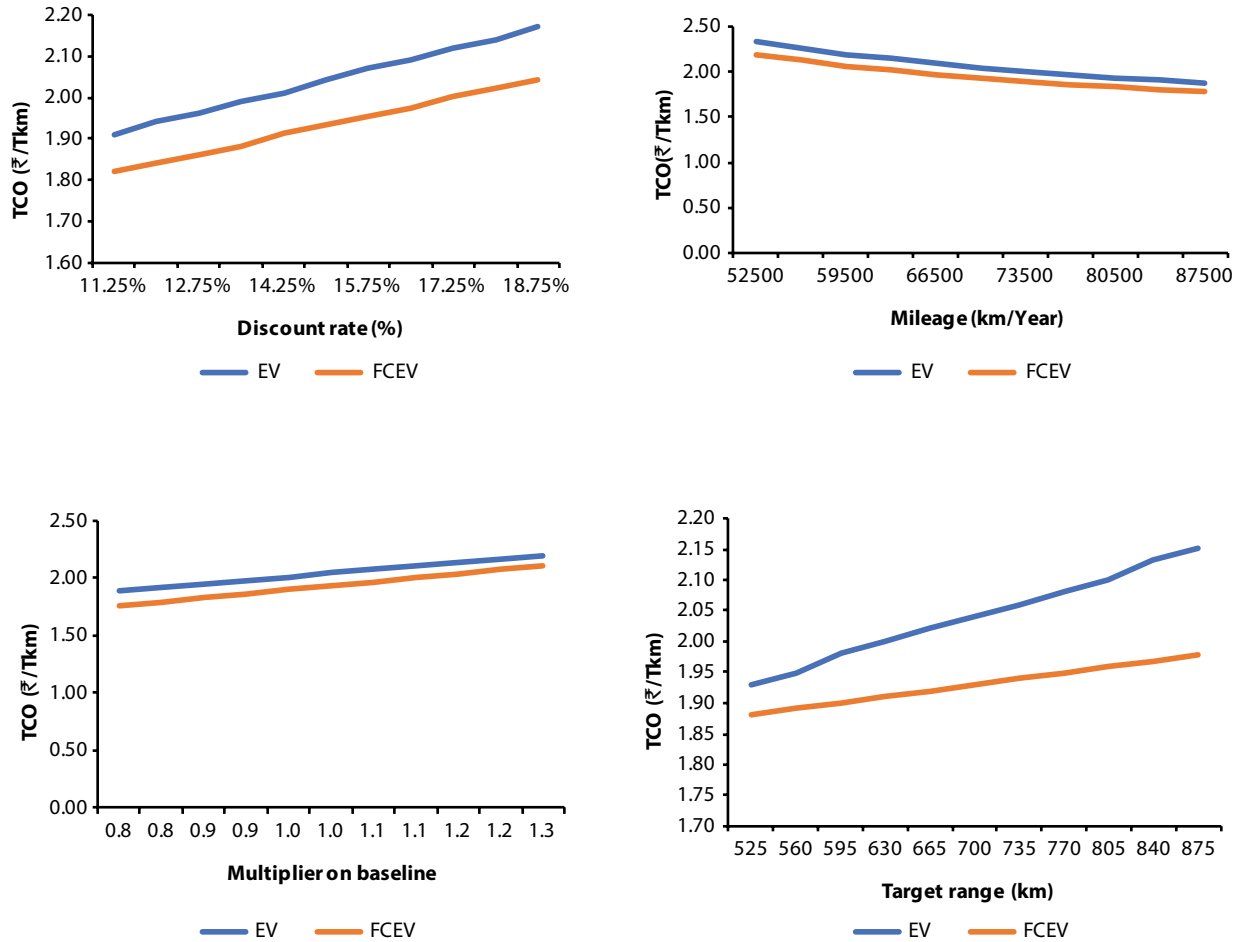 TCO (₹/Tkm)
2.20
2.10
2.00
1.90
1.80
1.70
1.60
11.25% 12.75% 14.25% 15.75% 17.25% 18.75%
Discount rate (%)
EV FCEV
TCO(₹/Tkm)
2.50
2.00
1.50
1.00
0.50
0.00
52500 59500 66500 73500 80500 87500
Mileage (km/Year)
EV FCEV
TCO (₹/Tkm)
2.50
2.00
1.50
1.00
0.50
0.00
0.8 0.8 0.9 0.9 1.0 1.0 1.1 1.1 1.2 1.2 1.3
Multiplier on baseline
EV FCEV
TCO (₹/Tkm)
2.20
2.15
2.10
2.05
2.00
1.95
1.90
1.85
1.80
1.75
1.70
525 560 595 630 665 700 735 770 805 840 875
Target range (km)
EV FCEV